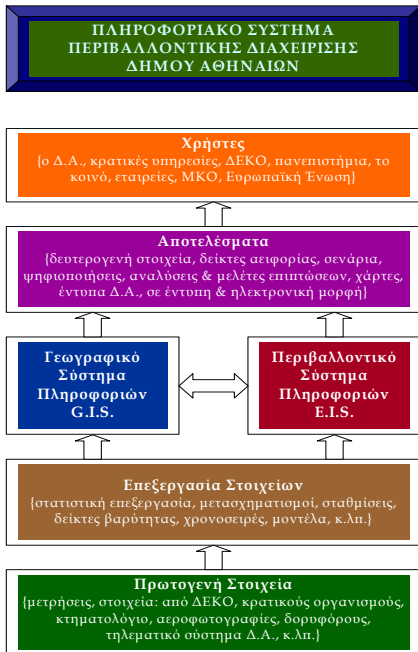 ΠΛΗΡΟΦΟΡΙΑΚΟ ΣΥΣΤΗΜΑ
ΠΕΡΙΒΑΛΛΟΝΤΙΚΗΣ ΔΙΑΧΕΙΡΙΣΗΣ
ΔΗΜΟΥ ΑΘΗΝΑΙΩΝ
Χρήστες
{ο Δ.Α., κρατικές υπηρεσίες, ΔΕΚΟ, πανεπιστήμια, το
κοινό, εταιρείες, ΜΚΟ, Ευρωπαϊκή Ένωση}
Αποτελέσματα
{δευτερογενή στοιχεία, δείκτες αειφορίας, σενάρια,
ψηφιοποιήσεις, αναλύσεις & μελέτες επιπτώσεων, χάρτες,
έντυπα Δ.Α., σε έντυπη & ηλεκτρονική μορφή}
Γεωγραφικό
Σύστημα
Πληροφοριών
G.I.S.
Περιβαλλοντικό
Σύστημα
Πληροφοριών
E.I.S.
Επεξεργασία Στοιχείων
{στατιστική επεξεργασία, μετασχηματισμοί, σταθμίσεις,
δείκτες βαρύτητας, χρονοσειρές, μοντέλα, κ.λπ.}
Πρωτογενή Στοιχεία
{μετρήσεις, στοιχεία: από ΔΕΚΟ, κρατικούς οργανισμούς,
κτηματολόγιο, αεροφωτογραφίες, δορυφόρους,
τηλεματικό σύστημα Δ.Α., κ.λπ.}